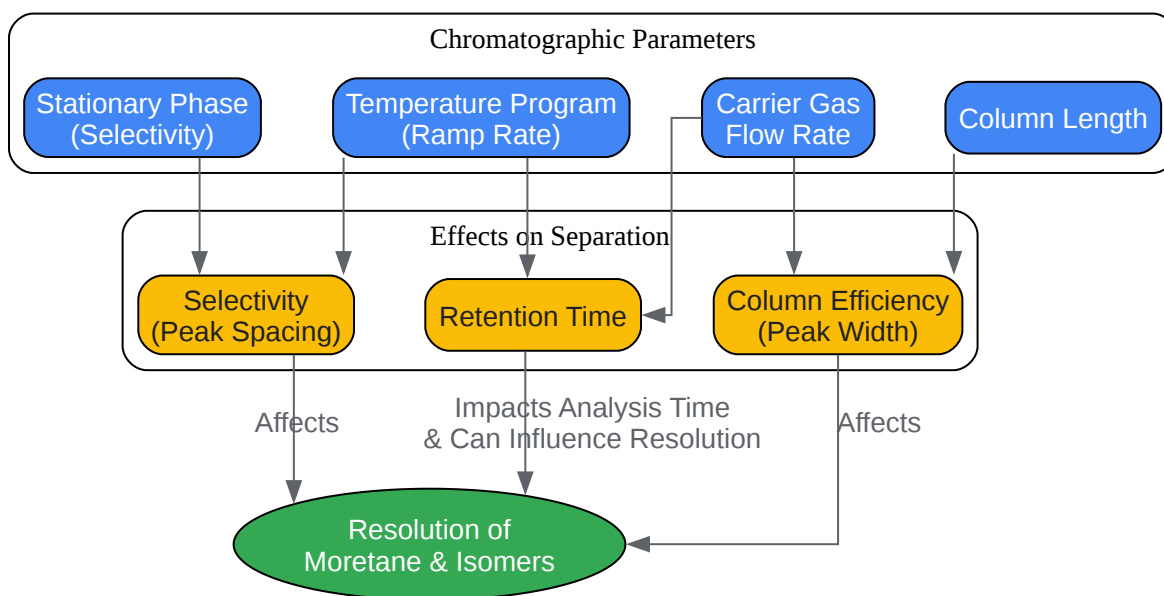 Chromatographic Parameters
Stationary Phase
(Selectivity)
Temperature Program
(Ramp Rate)
Carrier Gas
Flow Rate
Column Length
Effects on Separation
Selectivity
(Peak Spacing)
Retention Time
Column Efficiency
(Peak Width)
Affects
Impacts Analysis Time
& Can Influence Resolution
Affects
Resolution of
Moretane & Isomers